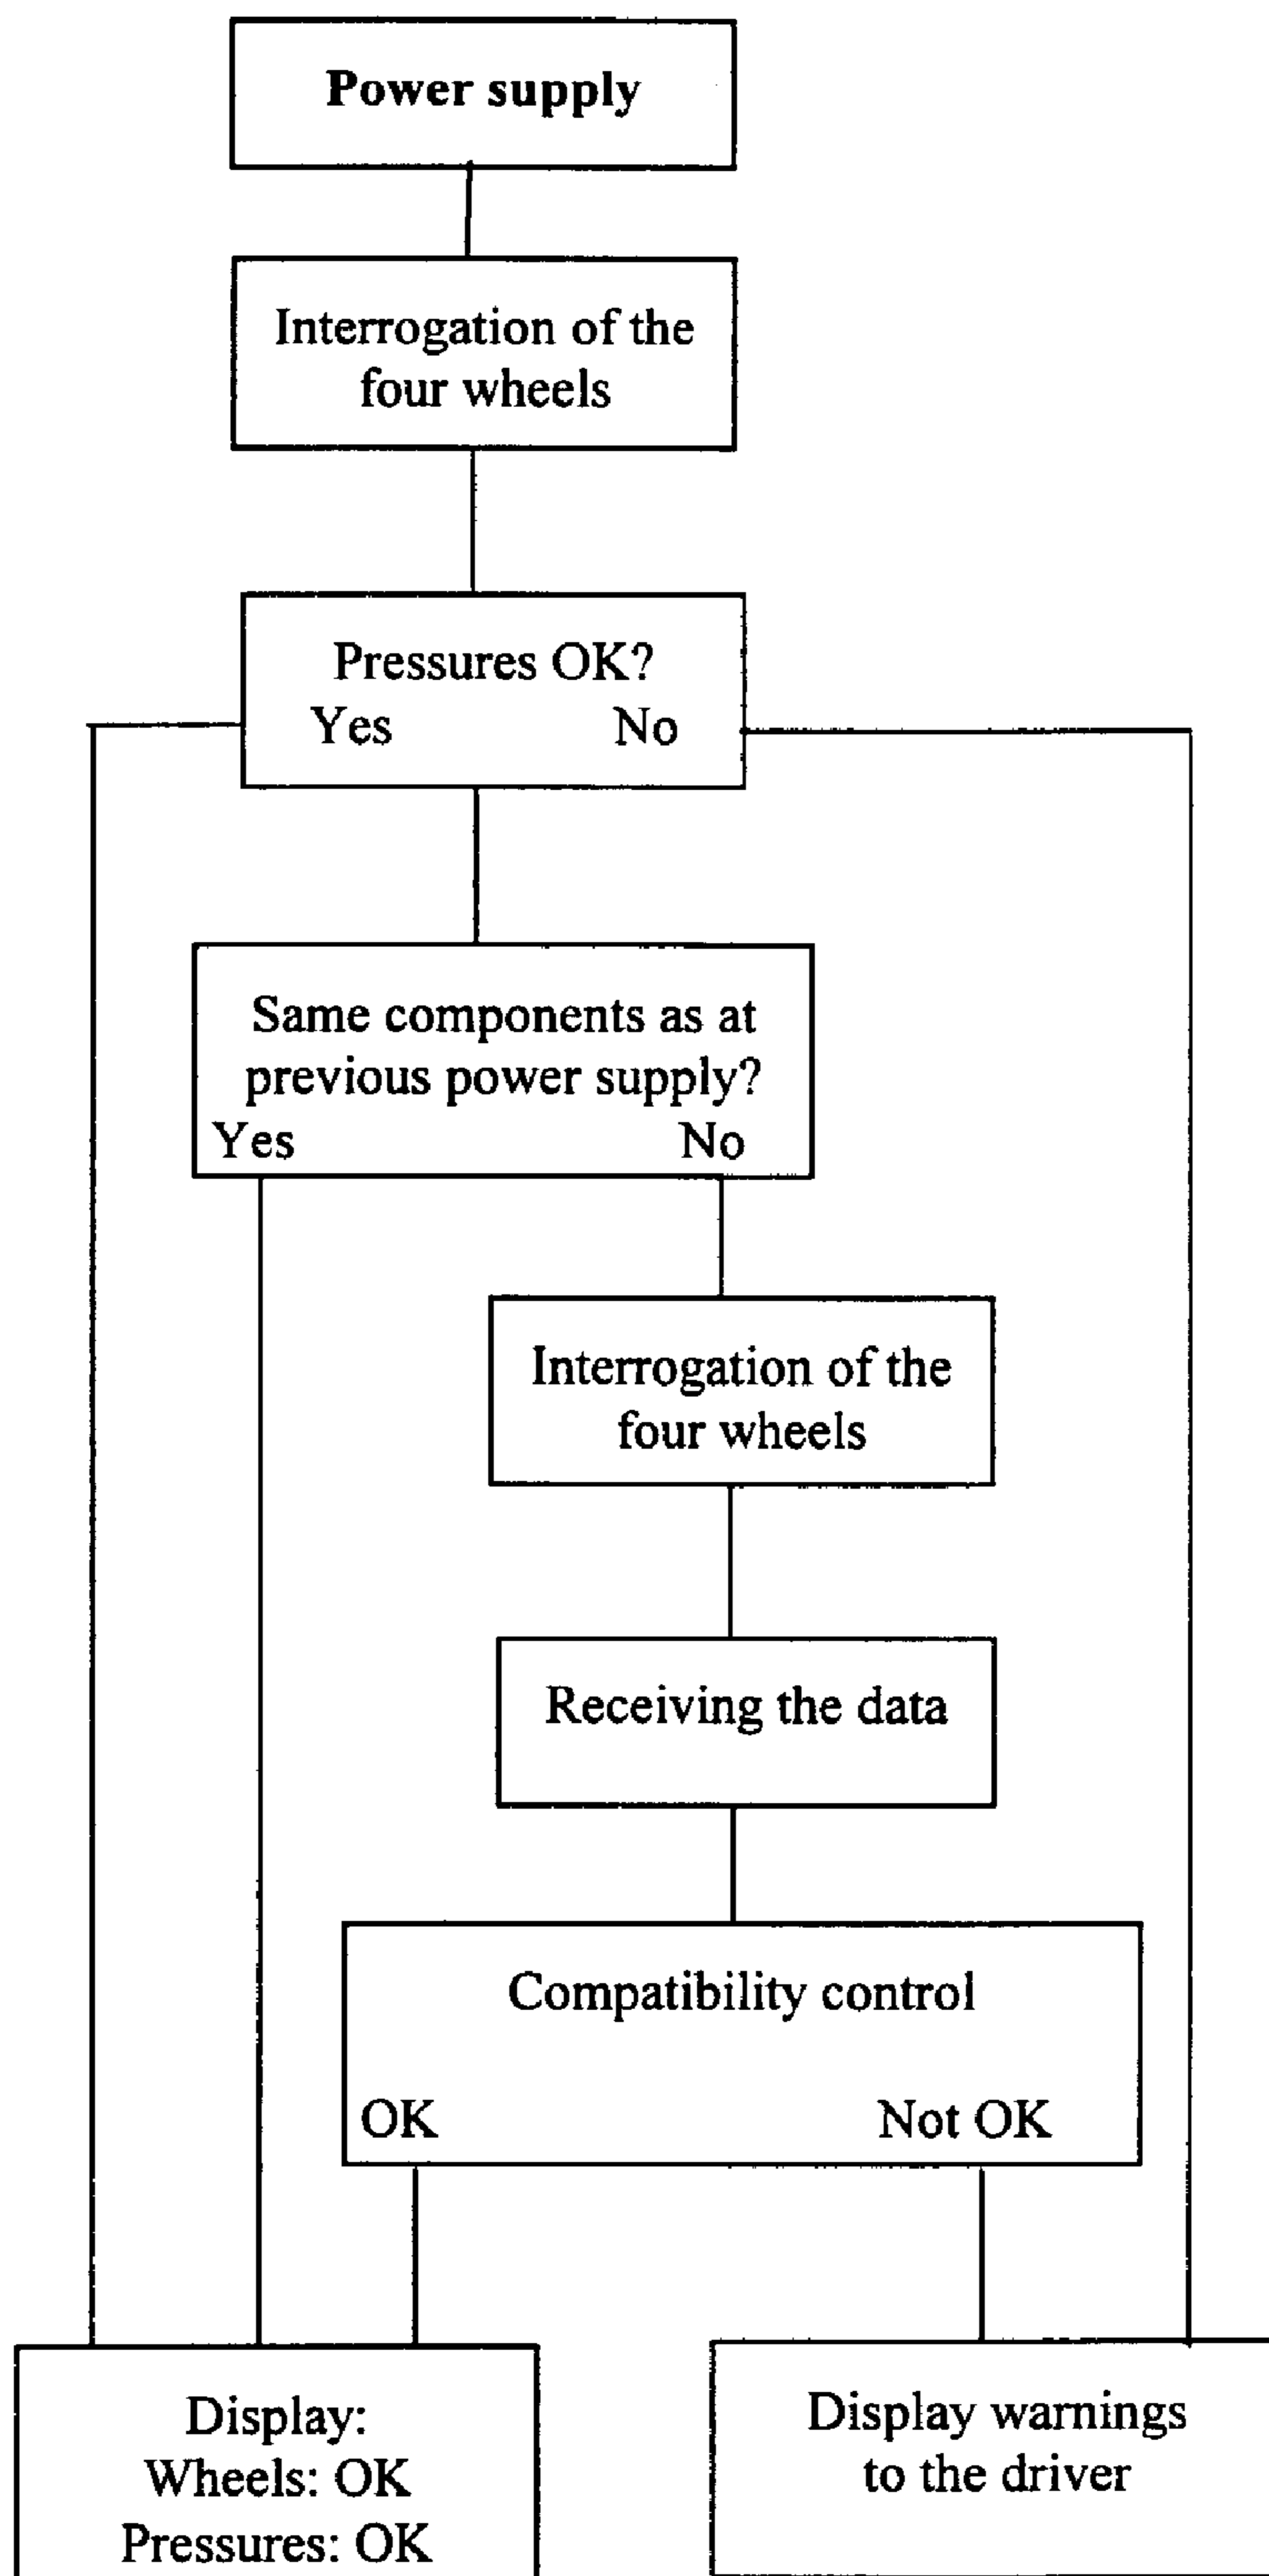 Power supply
Interrogation of the
four wheels
Pressures OK?
Yes No
Same components as at
previous power supply?
Yes No
Interrogation of the
four wheels
Receiving the data
Compatibility control
OK Not OK
Display:
Wheels: OK
Pressures: OK
Display warnings
to the driver